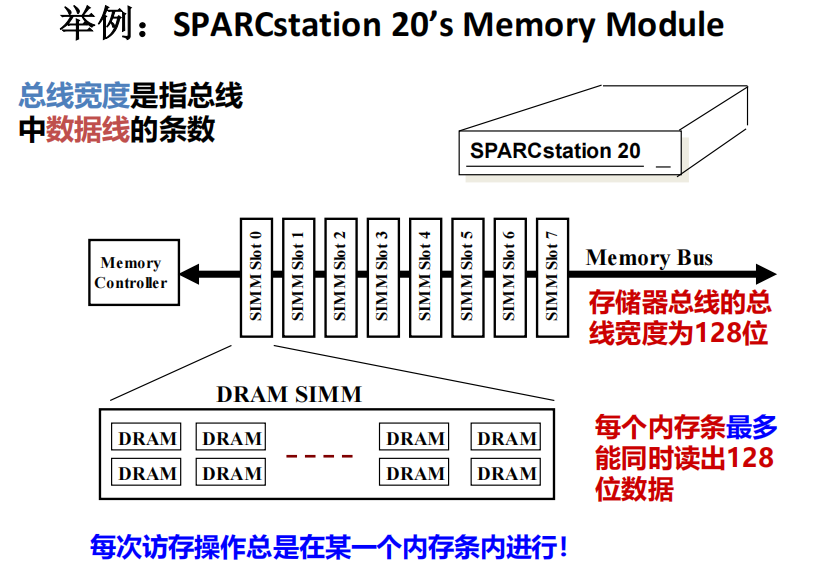 举例：SPARCstation 20’s Memory Module
总线宽度是指总线
中数据线的条数
SPARCstation 20
Memory
Controller
SIMM Slot 0
SIMM Slot 1
SIMM Slot 2
SIMM Slot 3
SIMM Slot 4
SIMM Slot 5
SIMM Slot 6
SIMM Slot 7
Memory Bus
存储器总线的总
线宽度为128位
DRAM SIMM
DRAM DRAM DRAM DRAM
DRAM DRAM DRAM DRAM
每个内存条最多
能同时读出128
位数据
每次访存操作总是在某一个内存条内进行！